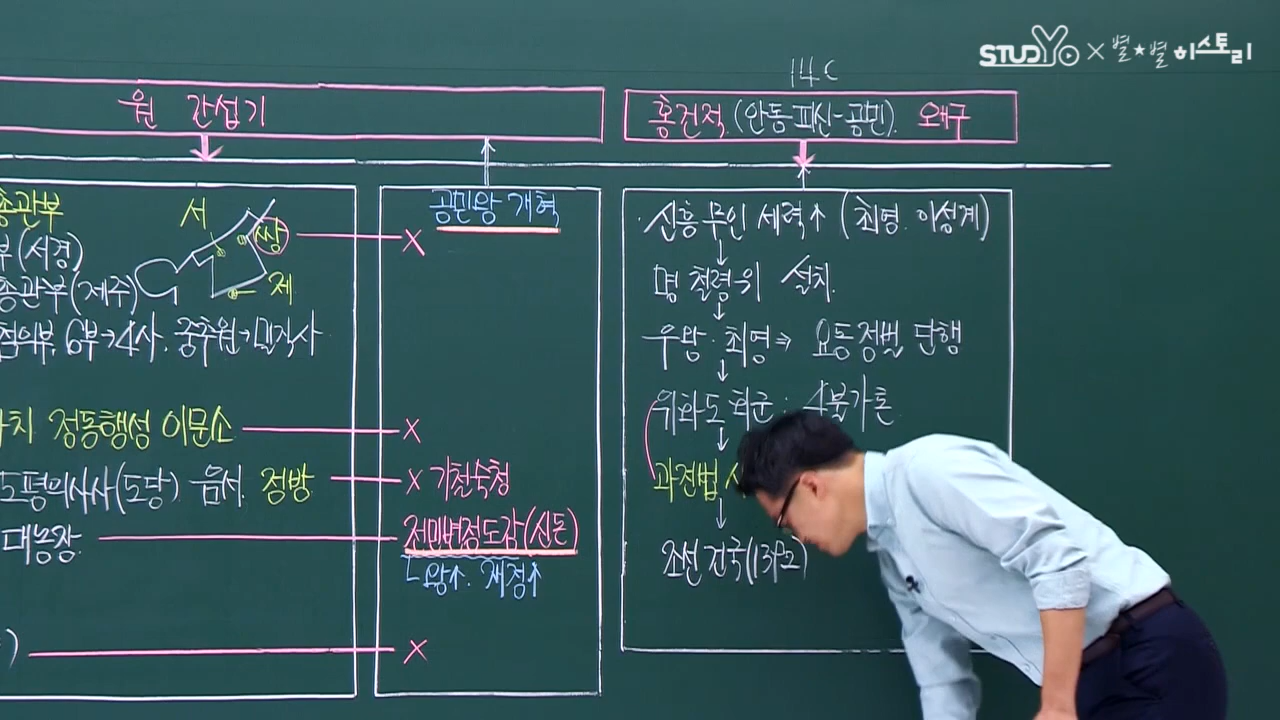 STUDYo × 별★별 히스토리
14C
원 간섭기
홍건적 (안동 피신-공민). 왜구
총관부
부(서경)
총관부(제주)
첨의부. 6부→4사. 중추원→밀직사
서
쌍
제
정동행성 이문소
도평의사사(도당) 음서. 정방
대농장
공민왕 개혁
×
×
× 기철숙청
전민변정도감(신돈)
└왕↑. 재정↑
×
· 신흥 무인 세력↑ (최영. 이성계)
↓
明 철령위 설치.
↓
우왕·최영⇒ 요동정벌 단행
↓
위화도 회군: 4불가론
↓
과전법
↓
조선 건국(1392)